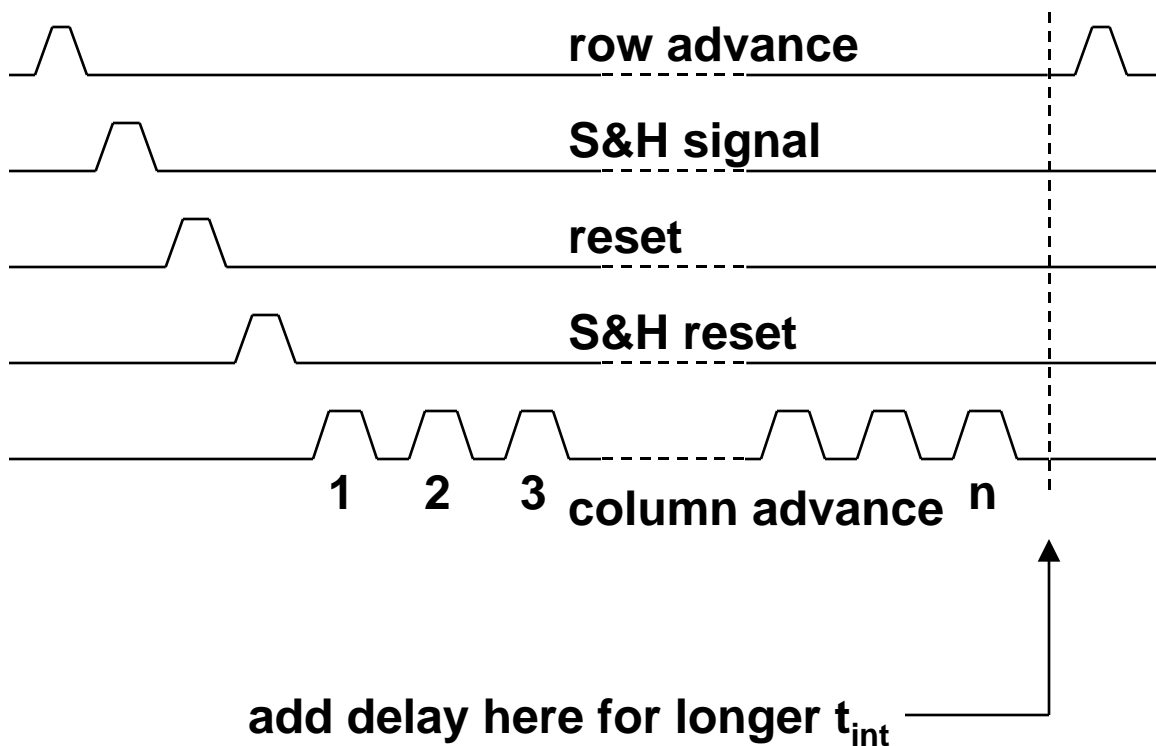 row advance
S&H signal
reset
S&H reset
1 2 3 n
column advance
add delay here for longer tint